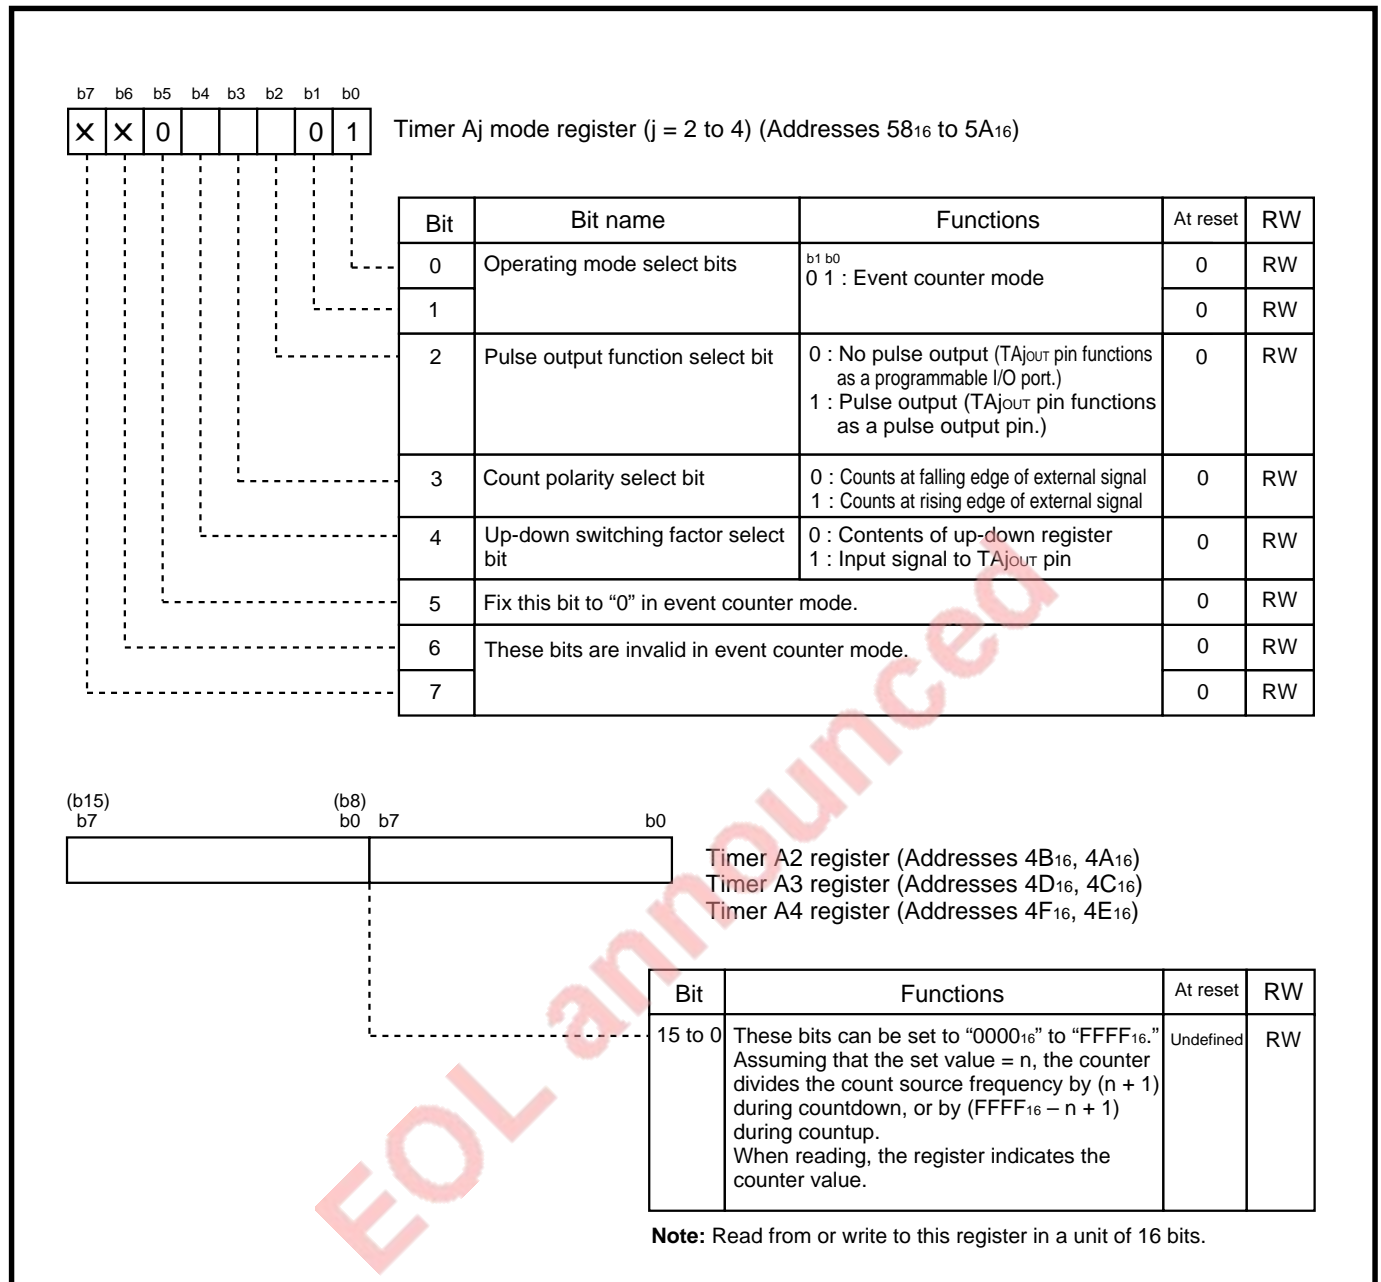 b7 b6 b5 b4 b3 b2 b1 b0
X X 0 0 1 Timer Aj mode register (j = 2 to 4) (Addresses 5816 to 5A16)
Bit Bit name Functions At reset RW
0 Operating mode select bits b1 b0 0 RW
0 1 : Event counter mode
1 0 RW
2 Pulse output function select bit 0 : No pulse output (TAjOUT pin functions 0 RW
as a programmable I/O port.)
1 : Pulse output (TAjOUT pin functions
as a pulse output pin.)
3 Count polarity select bit 0 : Counts at falling edge of external signal 0 RW
1 : Counts at rising edge of external signal
4 Up-down switching factor select 0 : Contents of up-down register 0 RW
bit 1 : Input signal to TAjOUT pin
5 Fix this bit to “0” in event counter mode. 0 RW
6 These bits are invalid in event counter mode. 0 RW
7 0 RW
(b15) (b8)
b7 b0 b7 b0
Timer A2 register (Addresses 4B16, 4A16)
Timer A3 register (Addresses 4D16, 4C16)
Timer A4 register (Addresses 4F16, 4E16)
Bit Functions At reset RW
15 to 0 These bits can be set to “000016” to “FFFF16.” Undefined RW
Assuming that the set value = n, the counter
divides the count source frequency by (n + 1)
during countdown, or by (FFFF16 – n + 1)
during countup.
When reading, the register indicates the
counter value.
Note: Read from or write to this register in a unit of 16 bits.
EOL announced